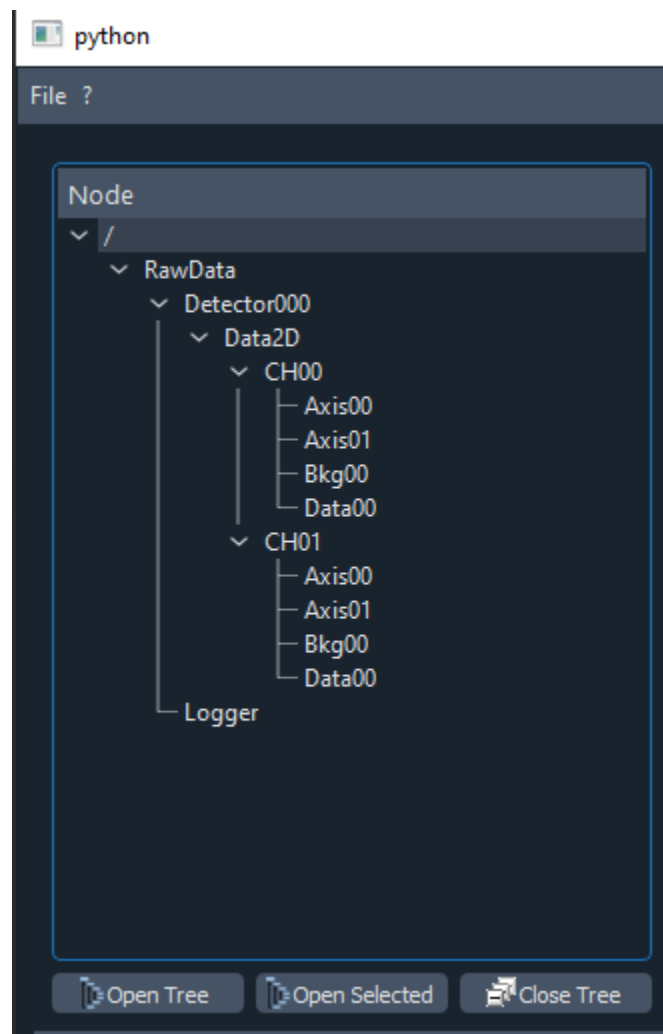 python
File ?
Node
/
RawData
Detector000
Data2D
CH00
Axis00
Axis01
Bkg00
Data00
CH01
Axis00
Axis01
Bkg00
Data00
Logger
Open Tree Open Selected Close Tree